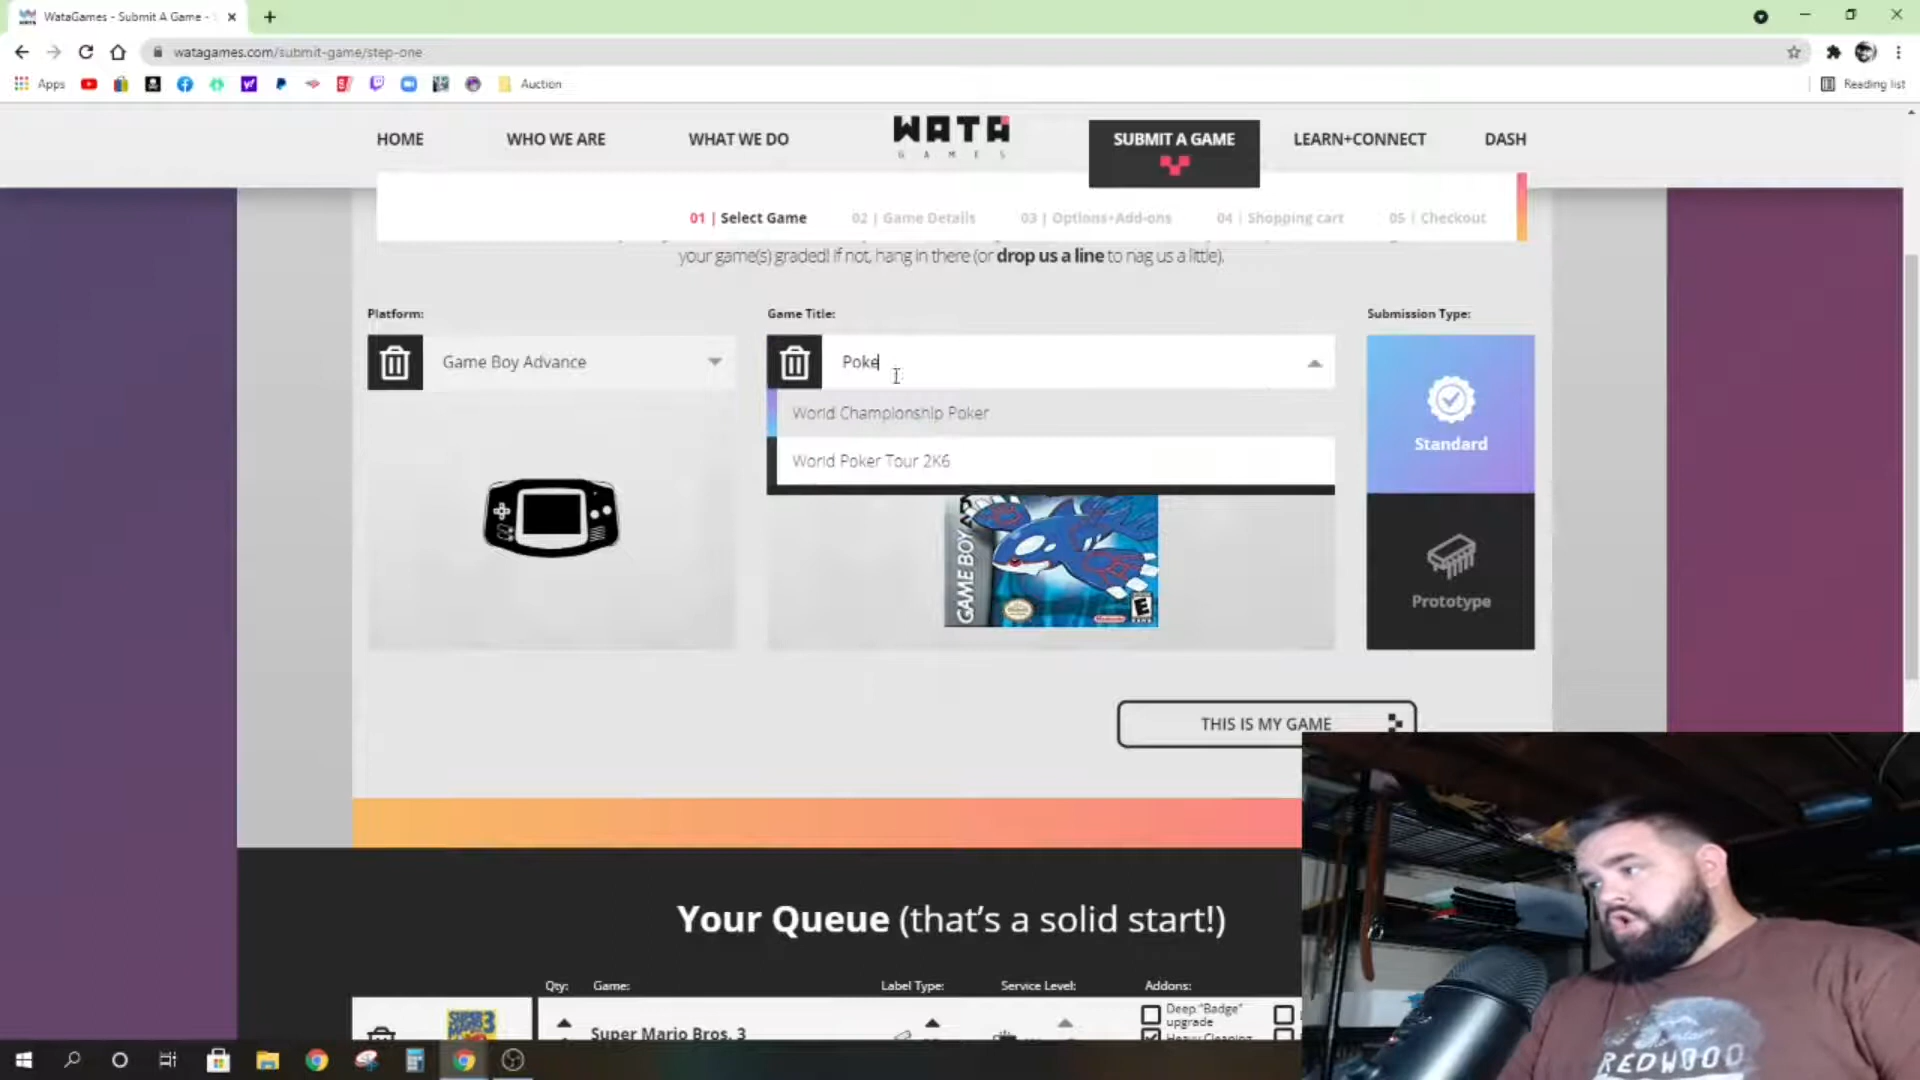 WataGames - Submit A Game -
watagames.com/submit-game/step-one
Apps
Auction
Reading list
HOME
WHO WE ARE
WHAT WE DO
WATA
GAMES
SUBMIT A GAME
LEARN+CONNECT
DASH
01 | Select Game
02 | Game Details
03 | Options+Add-ons
04 | Shopping cart
05 | Checkout
your game(s) graded! If not, hang in there (or drop us a line to nag us a little).
Platform:
Game Title:
Submission Type:
Game Boy Advance
Poke
World Championship Poker
World Poker Tour 2K6
Standard
GAME BOY
E
Nintendo
Prototype
THIS IS MY GAME
Your Queue (that's a solid start!)
Qty:
Game:
Label Type:
Service Level:
Addons:
Deep "Badge"
upgrade
Super Mario Bros. 3
Heavy Cleaning
REDWOOD